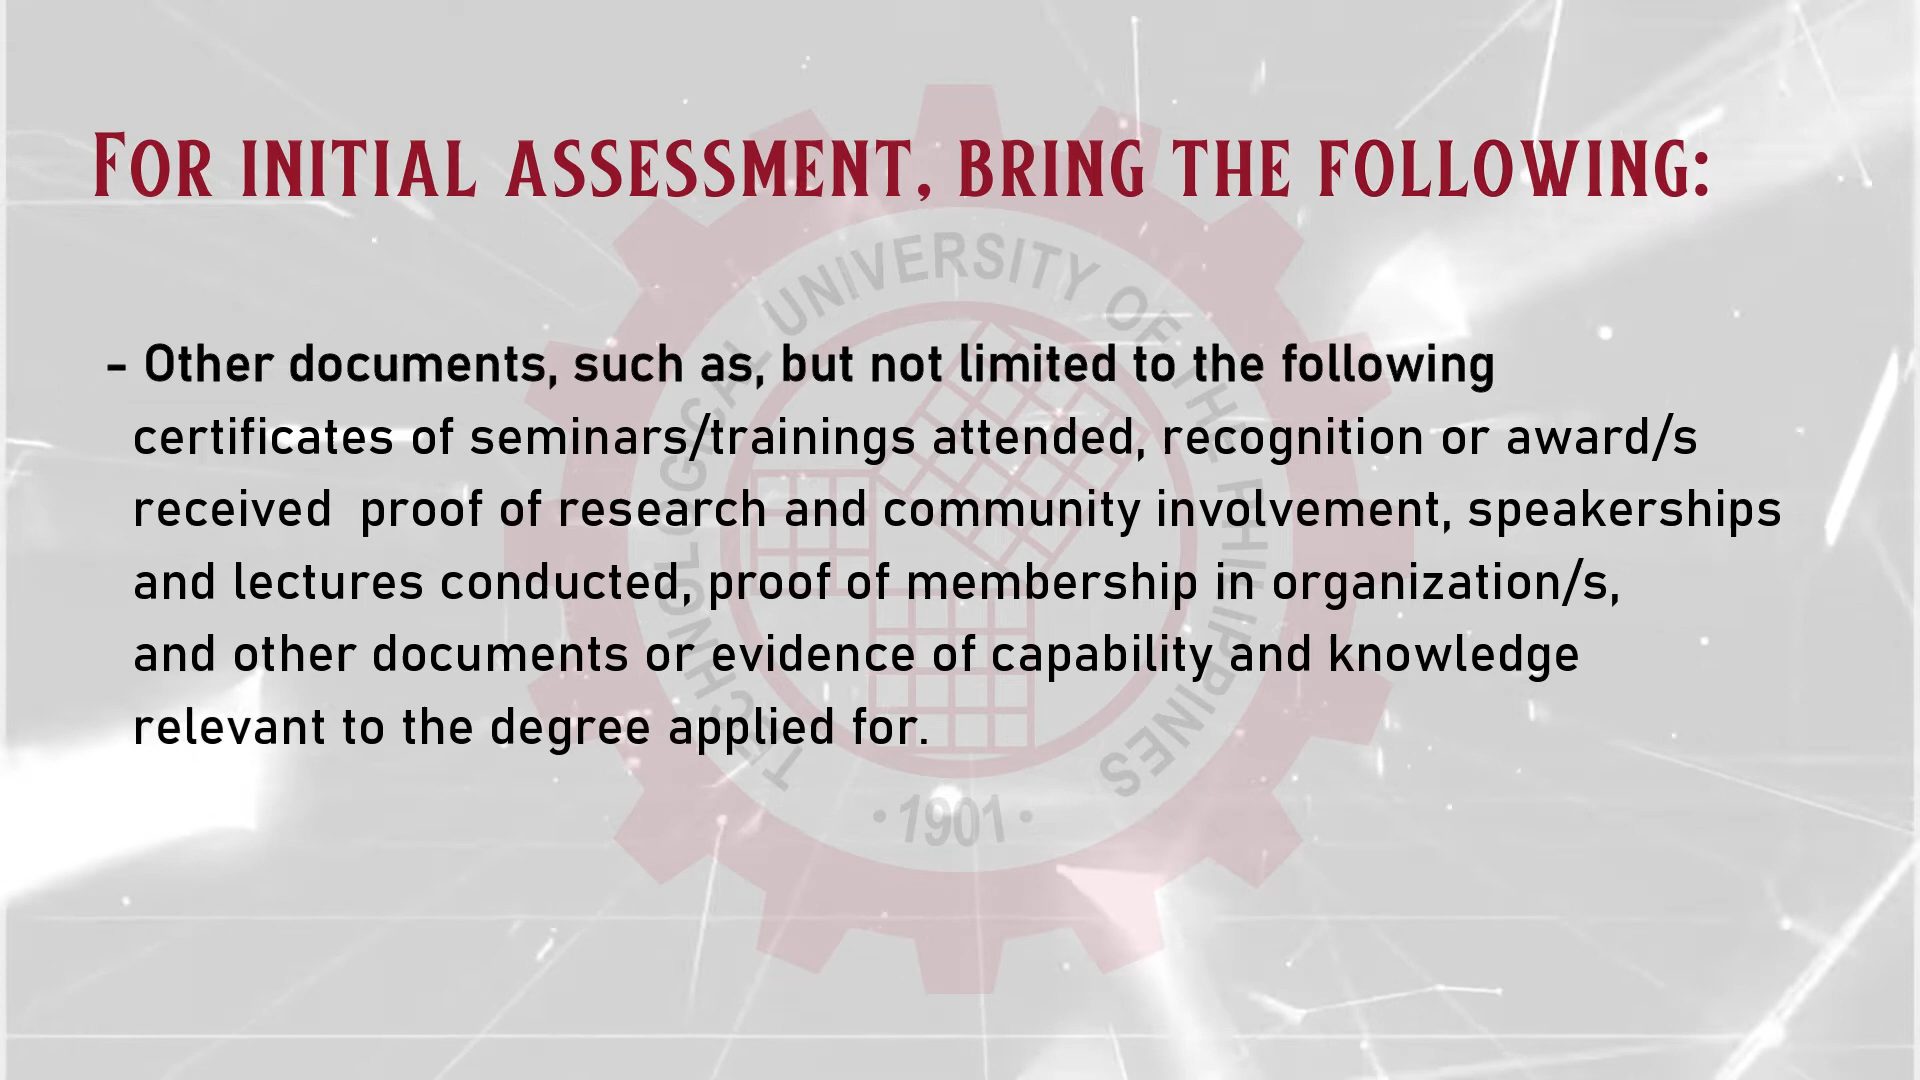 For initial assessment, bring the following:
- Other documents, such as, but not limited to the following
certificates of seminars/trainings attended, recognition or award/s
received  proof of research and community involvement, speakerships
and lectures conducted, proof of membership in organization/s,
and other documents or evidence of capability and knowledge
relevant to the degree applied for.
TECHNOLOGICAL UNIVERSITY OF THE PHILIPPINES
• 1901 •